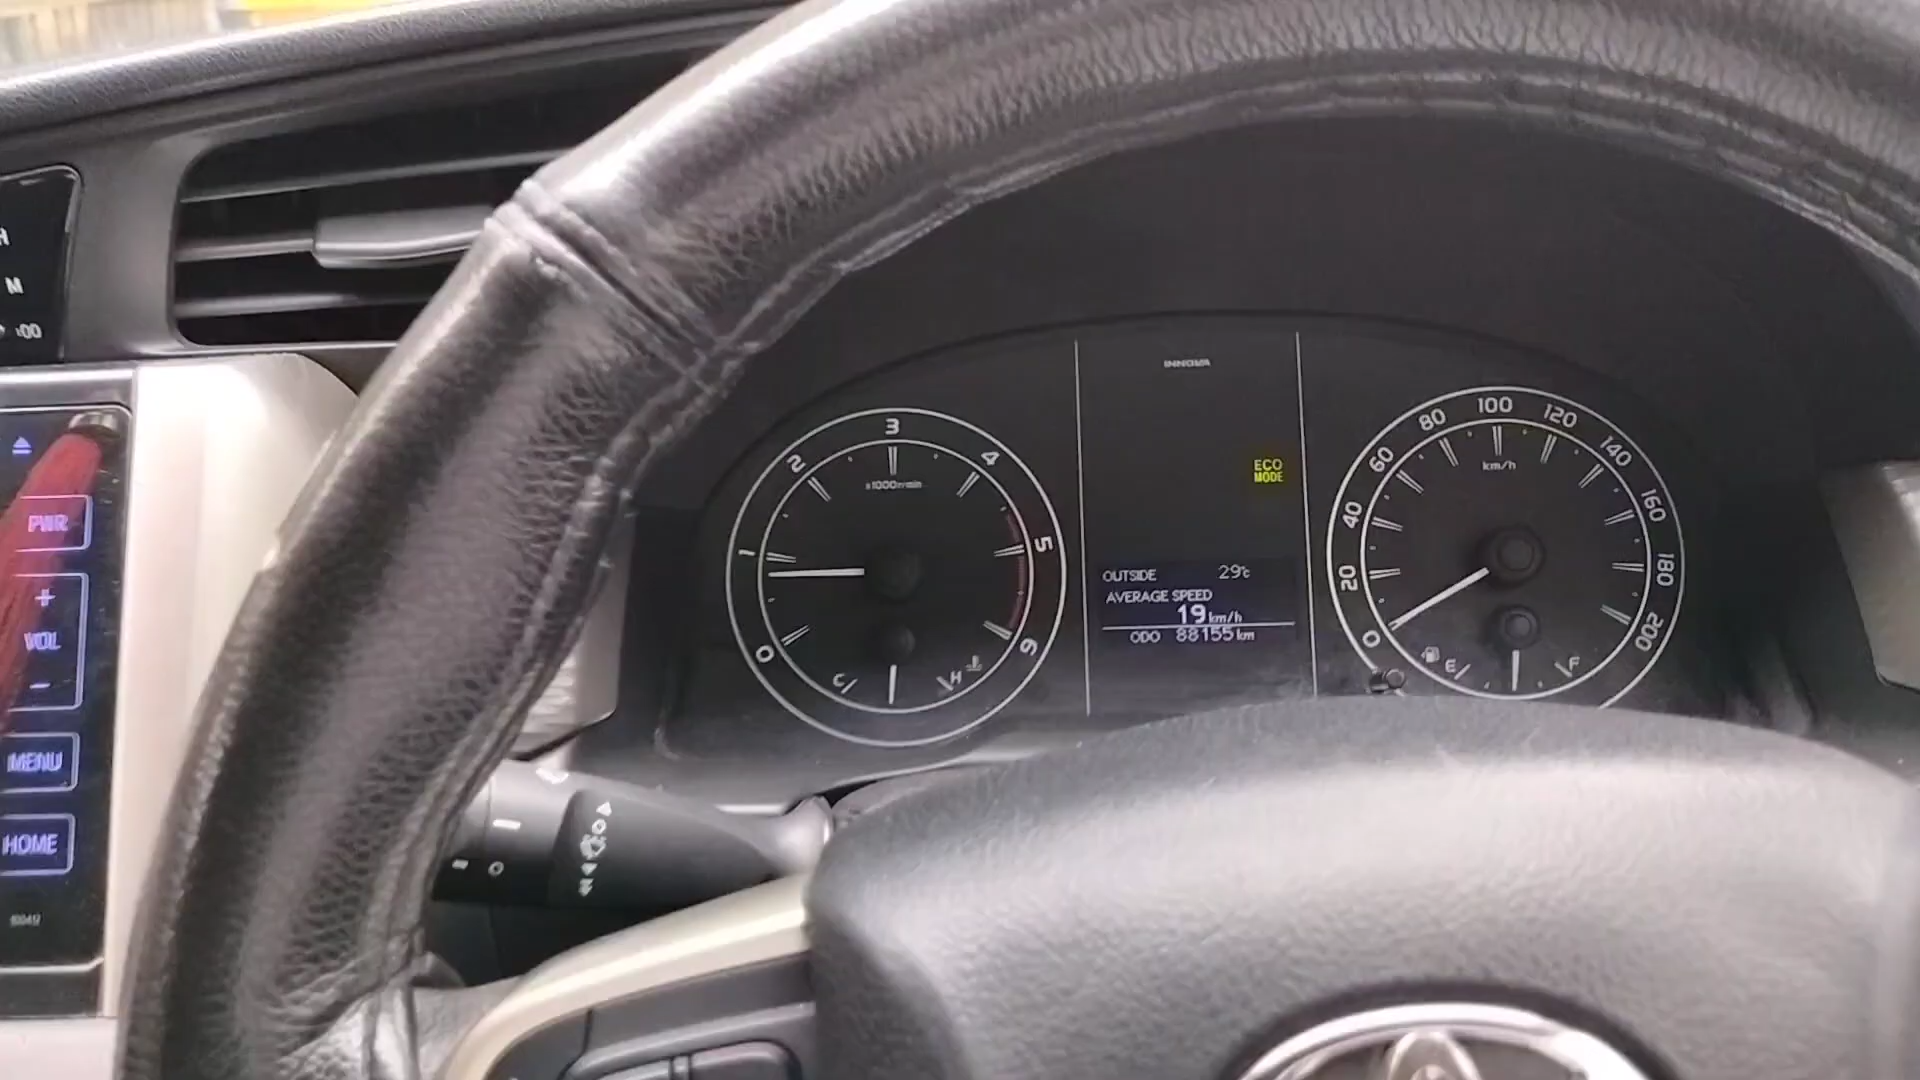 H
M
:00
PWR
+
VOL
-
MENU
HOME
INNOVA
0
1
2
3
4
5
6
x1000r/min
C
H
ECO
MODE
OUTSIDE 29℃
AVERAGE SPEED
19 km/h
ODO 88155 km
0
20
40
60
80
100
120
140
160
180
200
km/h
E
F